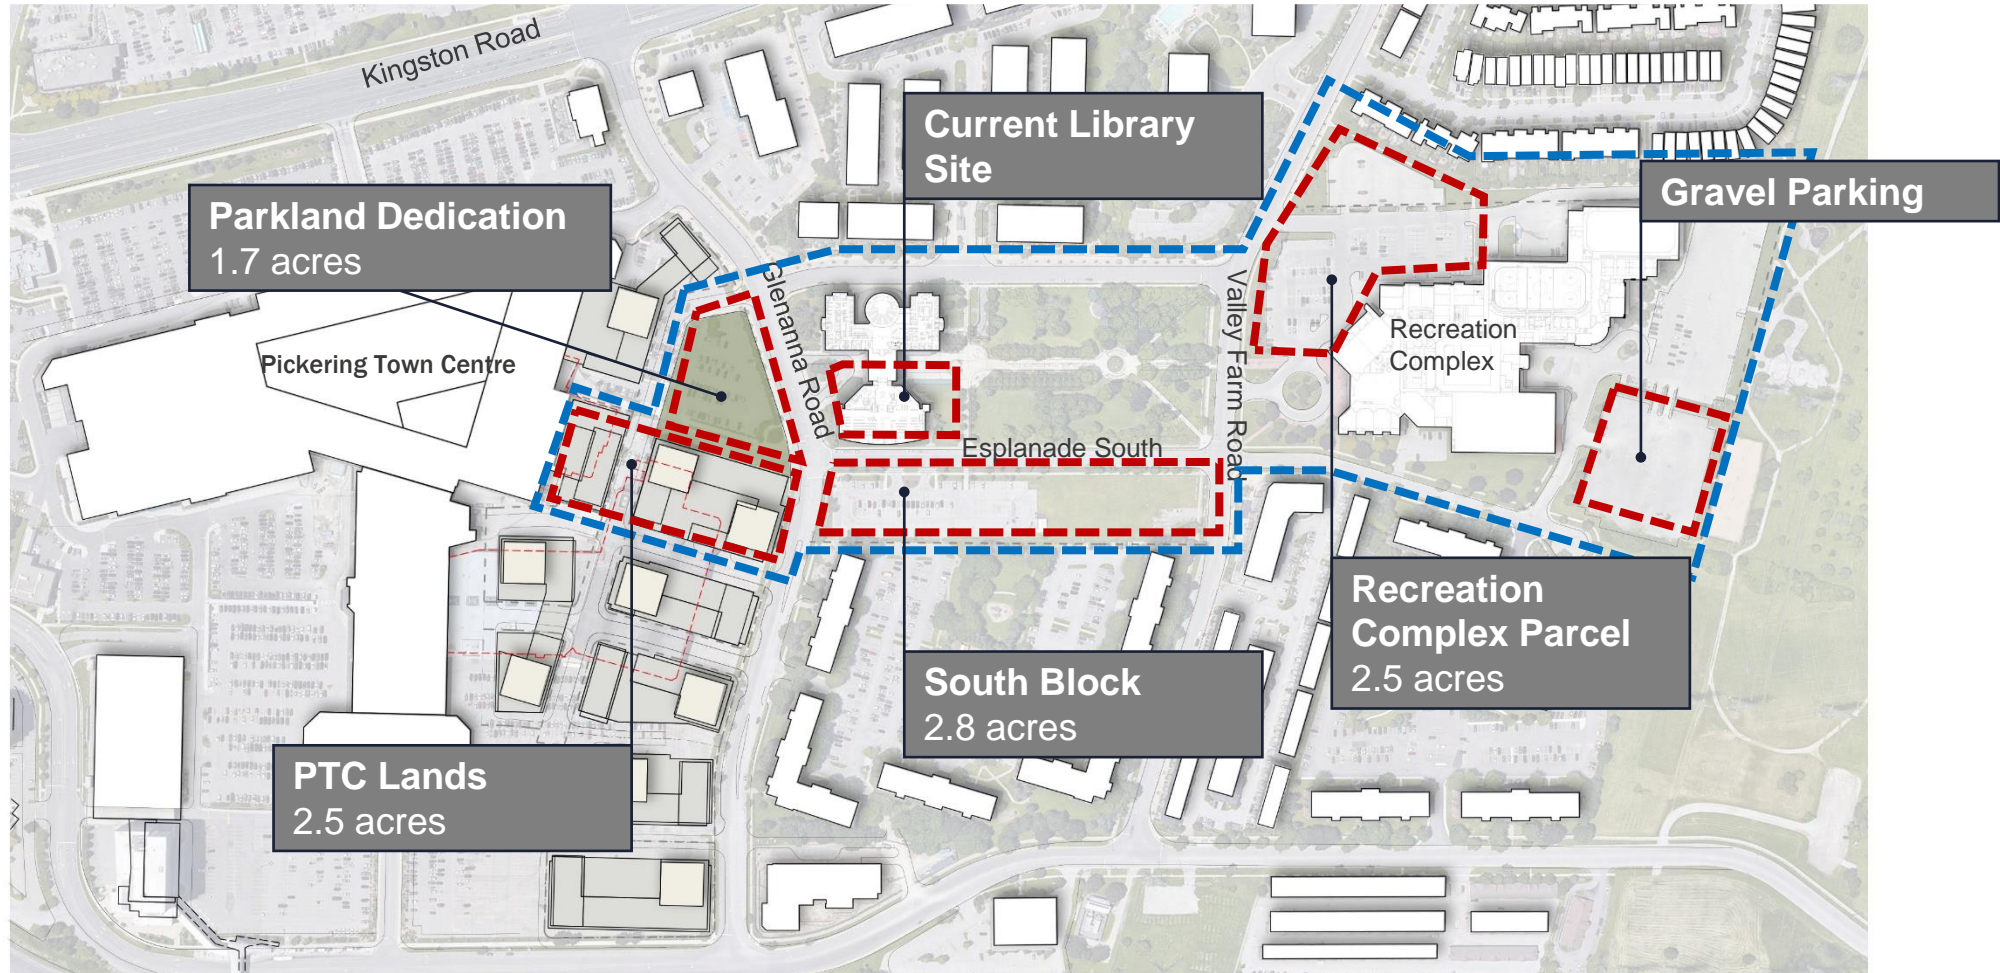 Kingston Road
Current Library
Site
Gravel Parking
Parkland Dedication
1.7 acres
Glenanna Road
Valley Farm Road
Recreation
Complex
Pickering Town Centre
Esplanade South
Recreation
Complex Parcel
2.5 acres
South Block
2.8 acres
PTC Lands
2.5 acres